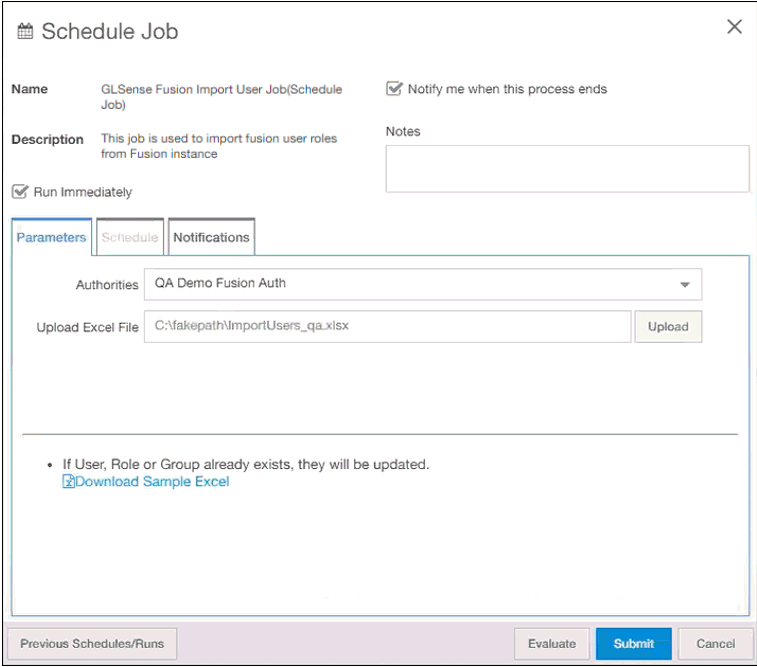 Schedule Job
Name
GLSense Fusion Import User Job(Schedule
Job)
Notify me when this process ends
Description
This job is used to import fusion user roles
from Fusion instance
Notes
Run Immediately
Parameters
Schedule
Notifications
Authorities
QA Demo Fusion Auth
Upload Excel File
C:\fakepath\ImportUsers_qa.xlsx
Upload
• If User, Role or Group already exists, they will be updated.
Download Sample Excel
Previous Schedules/Runs
Evaluate
Submit
Cancel